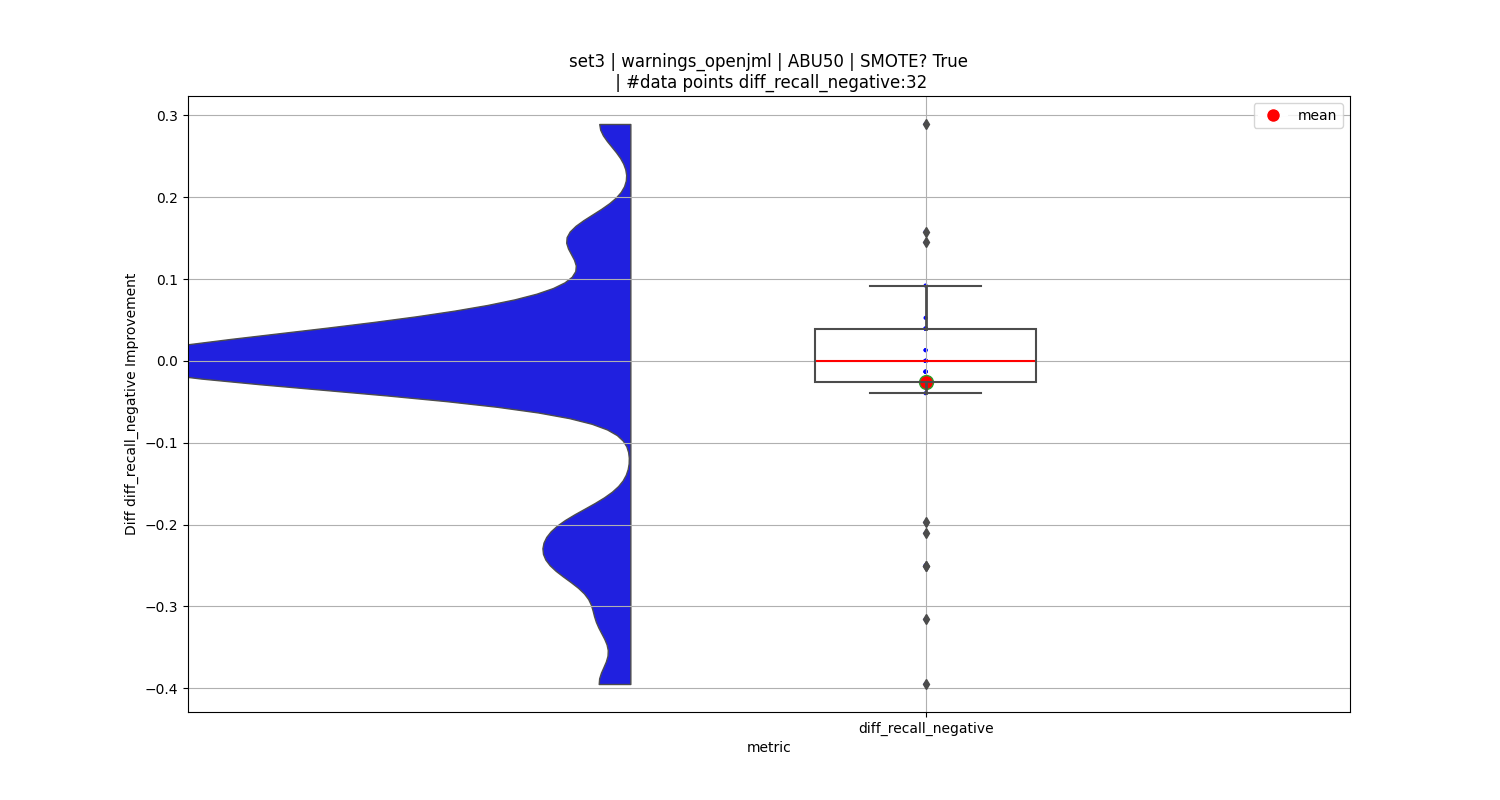 set3 | warnings_openjml | ABU50 | SMOTE? True
| #data points diff_recall_negative:32
mean
0.3
0.2
0.1
0.0
−0.1
−0.2
−0.3
−0.4
Diff diff_recall_negative Improvement
diff_recall_negative
metric